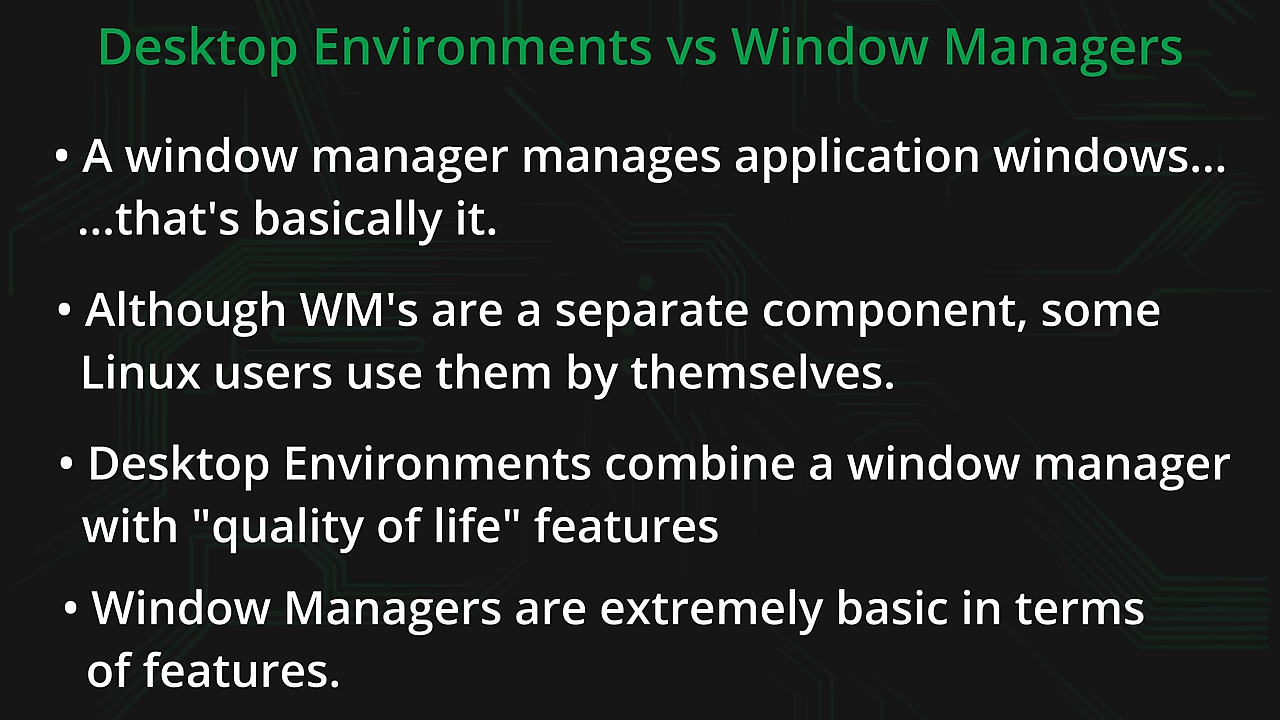 Desktop Environments vs Window Managers
• A window manager manages application windows...
...that's basically it.
• Although WM's are a separate component, some
Linux users use them by themselves.
• Desktop Environments combine a window manager
with "quality of life" features
• Window Managers are extremely basic in terms
of features.